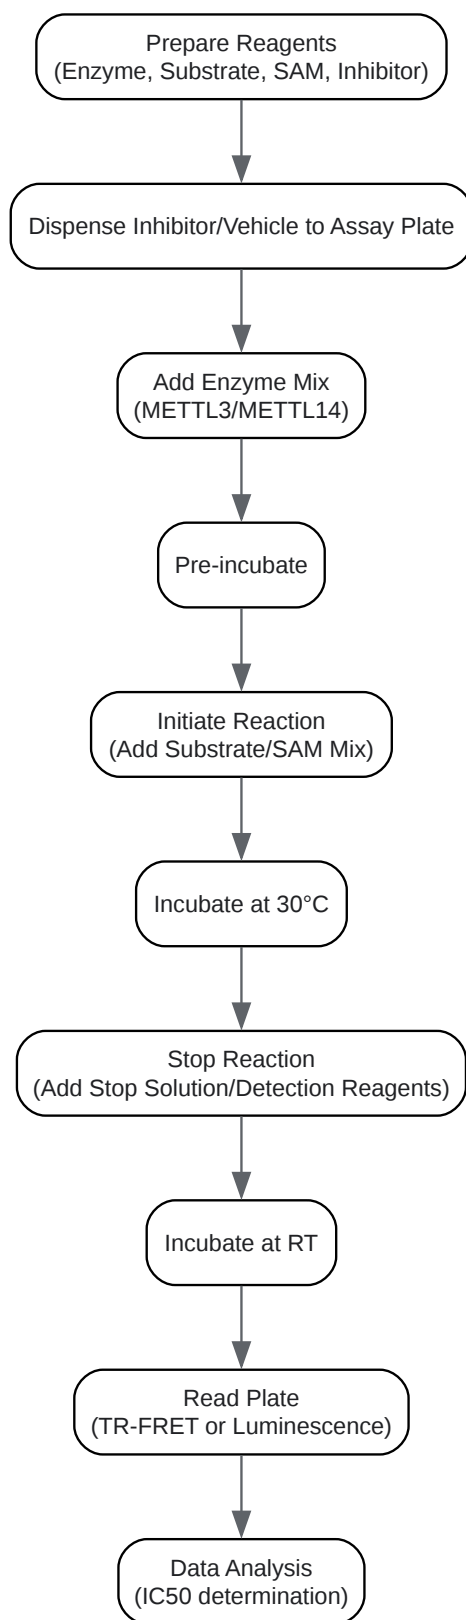 Prepare Reagents
(Enzyme, Substrate, SAM, Inhibitor)
Dispense Inhibitor/Vehicle to Assay Plate
Add Enzyme Mix
(METTL3/METTL14)
Pre-incubate
Initiate Reaction
(Add Substrate/SAM Mix)
Incubate at 30°C
Stop Reaction
(Add Stop Solution/Detection Reagents)
Incubate at RT
Read Plate
(TR-FRET or Luminescence)
Data Analysis
(IC50 determination)